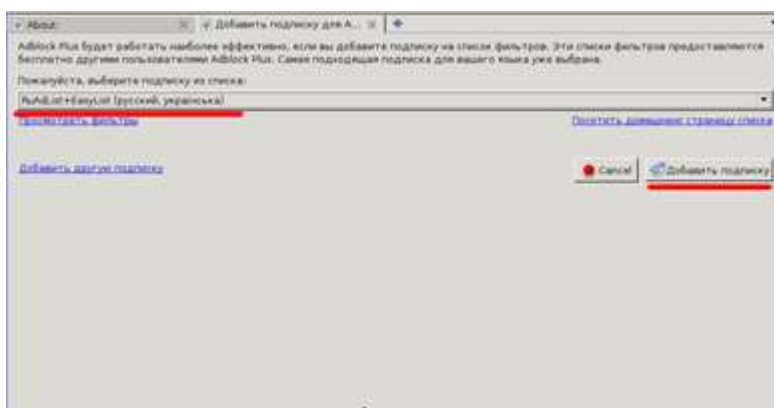 About:
Добавить подписку для A...
Adblock Plus будет работать наиболее эффективно, если вы добавите подписку на список фильтров. Эти списки фильтров предоставляются
бесплатно другими пользователями Adblock Plus. Самая подходящая подписка для вашего языка уже выбрана.
Пожалуйста, выберите подписку из списка:
RuAdList+EasyList (русский, українська)
Просмотреть фильтры
Посетить домашнюю страницу списка
Добавить другую подписку
Cancel
Добавить подписку